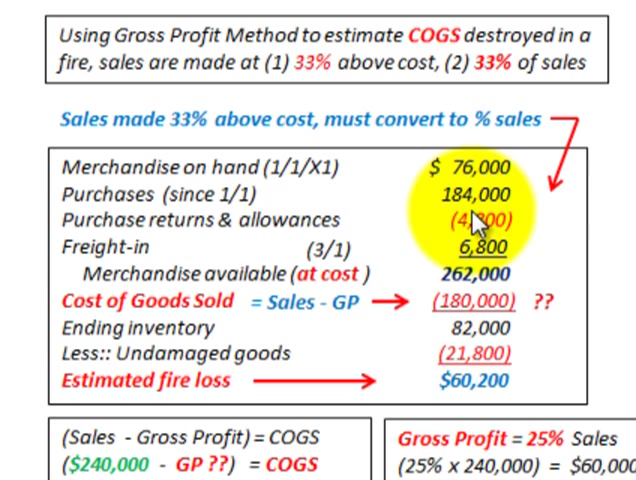 Using Gross Profit Method to estimate COGS destroyed in a
fire, sales are made at (1) 33% above cost, (2) 33% of sales
Sales made 33% above cost, must convert to % sales
Merchandise on hand (1/1/X1) $ 76,000
Purchases (since 1/1) 184,000
Purchase returns & allowances
Freight-in (3/1) 6,800
Merchandise available (at cost ) 262,000
Cost of Goods Sold = Sales - GP (180,000) ??
Ending inventory 82,000
Less:: Undamaged goods (21,800)
Estimated fire loss $60,200
(Sales - Gross Profit) = COGS
($240,000 - GP ??) = COGS
Gross Profit = 25% Sales
(25% x 240,000) = $60,000